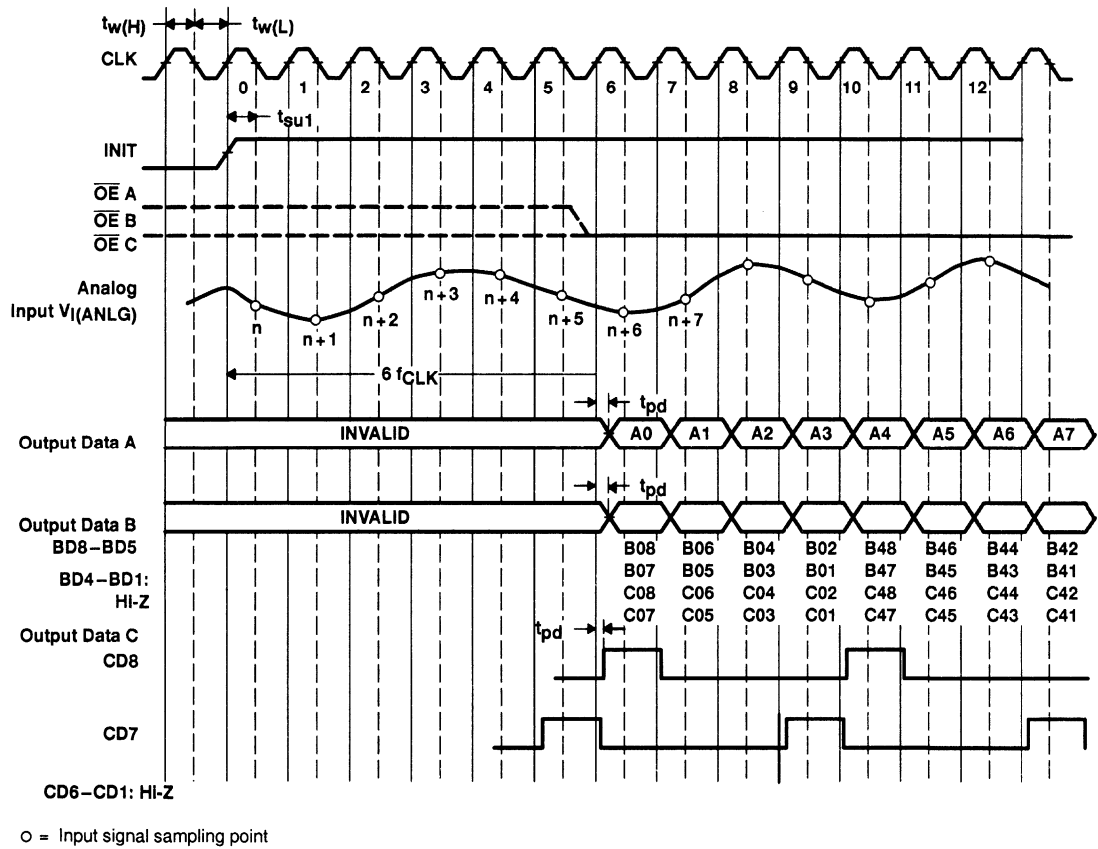 tw(H) tw(L)
CLK
0 1 2 3 4 5 6 7 8 9 10 11 12
tsu1
INIT
OE A
OE B
OE C
Analog
Input VI(ANLG)
n n+1 n+2 n+3 n+4 n+5 n+6 n+7
6 fCLK
tpd
Output Data A INVALID A0 A1 A2 A3 A4 A5 A6 A7
tpd
Output Data B INVALID
BD8–BD5 B08 B06 B04 B02 B48 B46 B44 B42
B07 B05 B03 B01 B47 B45 B43 B41
BD4–BD1:
Hi-Z C08 C06 C04 C02 C48 C46 C44 C42
C07 C05 C03 C01 C47 C45 C43 C41
Output Data C tpd
CD8
CD7
CD6–CD1: Hi-Z
O = Input signal sampling point